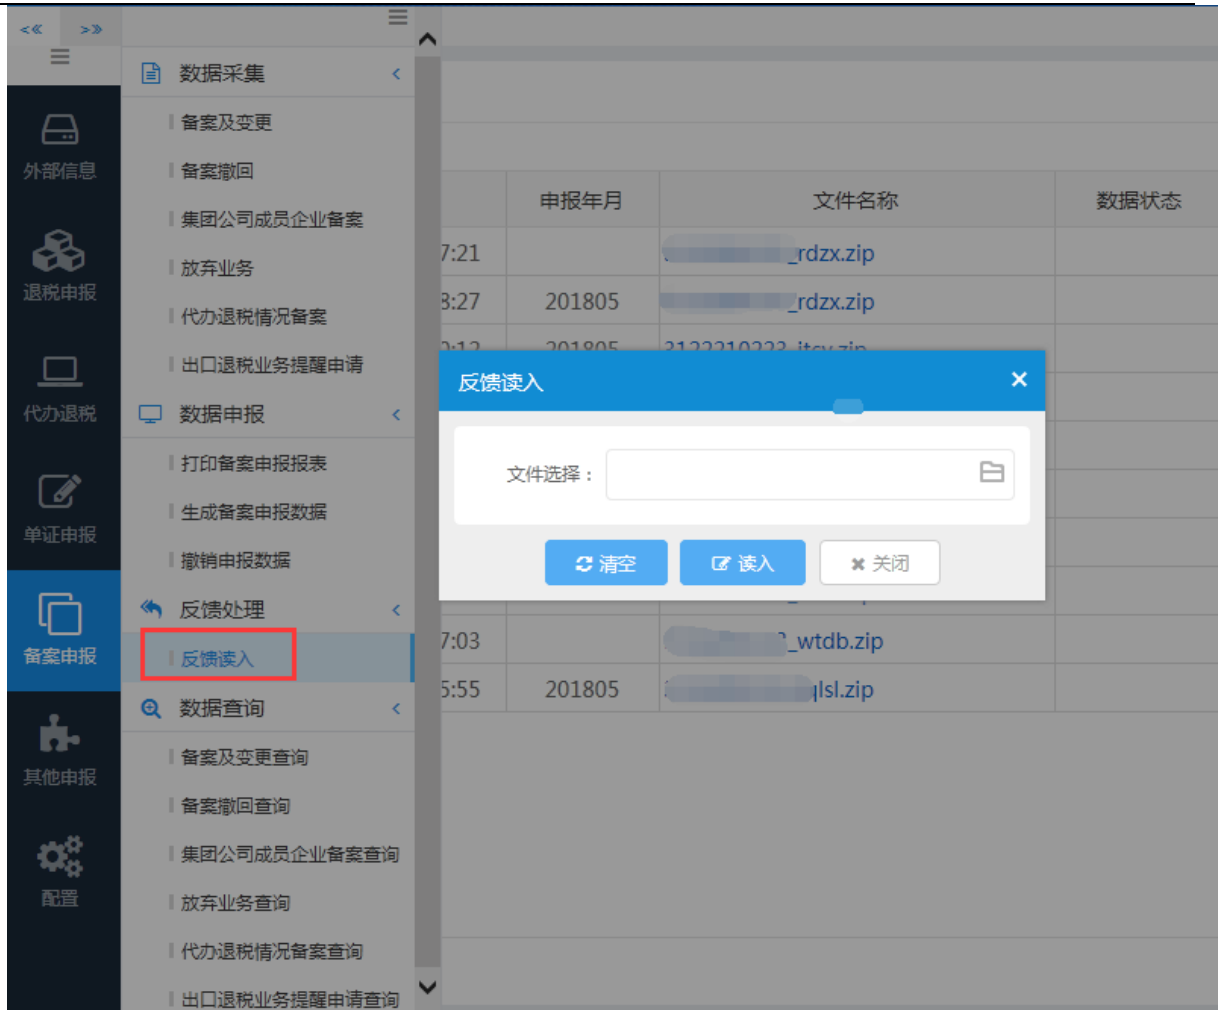 <<
>>
外部信息
退税申报
代办退税
单证申报
备案申报
其他申报
配置
数据采集
备案及变更
备案撤回
集团公司成员企业备案
放弃业务
代办退税情况备案
出口退税业务提醒申请
数据申报
打印备案申报报表
生成备案申报数据
撤销申报数据
反馈处理
反馈读入
数据查询
备案及变更查询
备案撤回查询
集团公司成员企业备案查询
放弃业务查询
代办退税情况备案查询
出口退税业务提醒申请查询
申报年月 文件名称 数据状态
7:21 _rdzx.zip
8:27 201805 _rdzx.zip
201805
反馈读入 ×
文件选择：
清空 读入 关闭
7:03 _wtdb.zip
5:55 201805 qlsl.zip